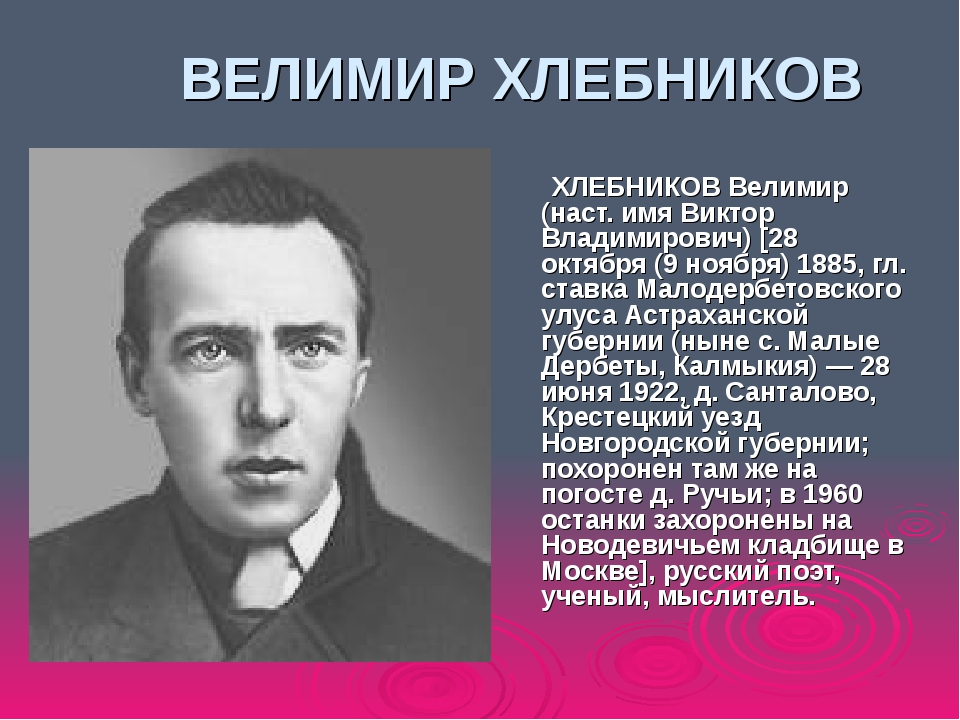 ВЕЛИМИР ХЛЕБНИКОВ
ХЛЕБНИКОВ Велимир
(наст. имя Виктор
Владимирович) [28
октября (9 ноября) 1885, гл.
ставка Малодербетовского
улуса Астраханской
губернии (ныне с. Малые
Дербеты, Калмыкия) — 28
июня 1922, д. Санталово,
Крестецкий уезд
Новгородской губернии;
похоронен там же на
погосте д. Ручьи; в 1960
останки захоронены на
Новодевичьем кладбище в
Москве], русский поэт,
ученый, мыслитель.